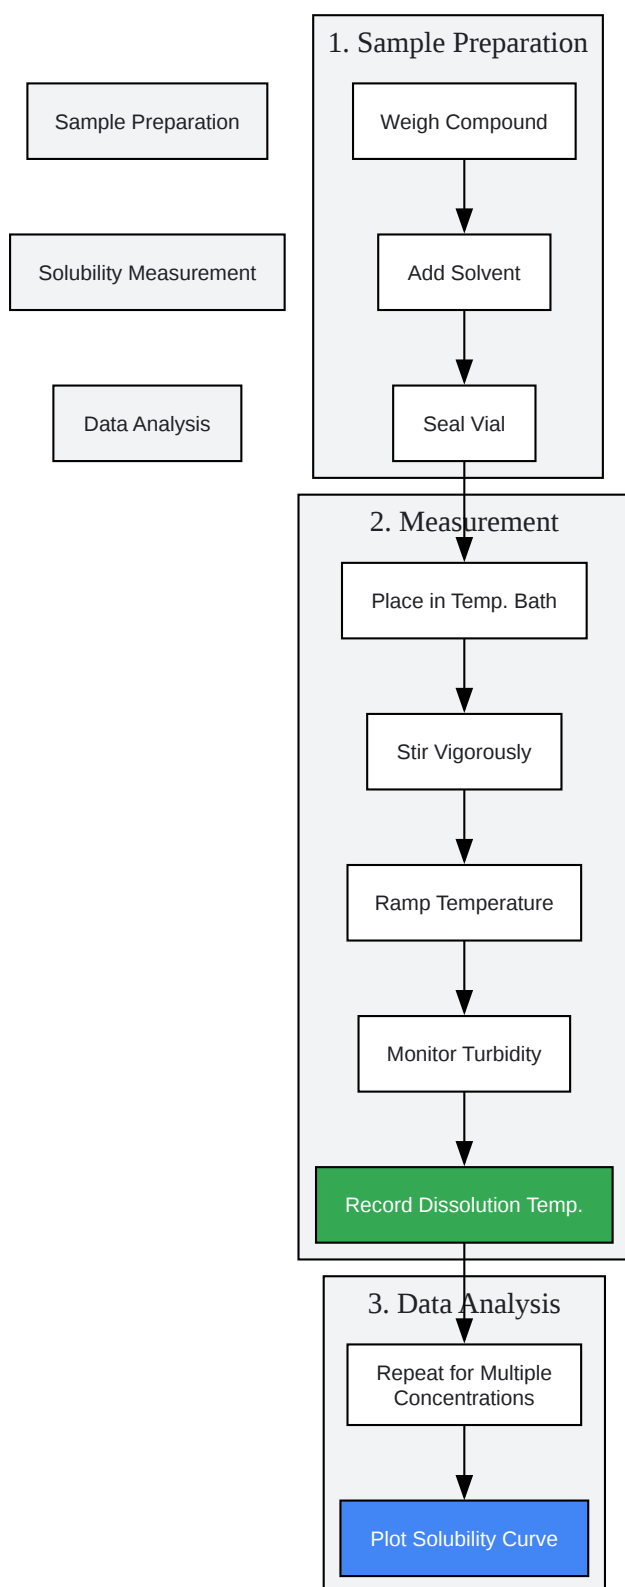 1. Sample Preparation
Sample Preparation
Weigh Compound
Solubility Measurement
Add Solvent
Data Analysis
Seal Vial
2. Measurement
Place in Temp. Bath
Stir Vigorously
Ramp Temperature
Monitor Turbidity
Record Dissolution Temp.
3. Data Analysis
Repeat for Multiple
Concentrations
Plot Solubility Curve